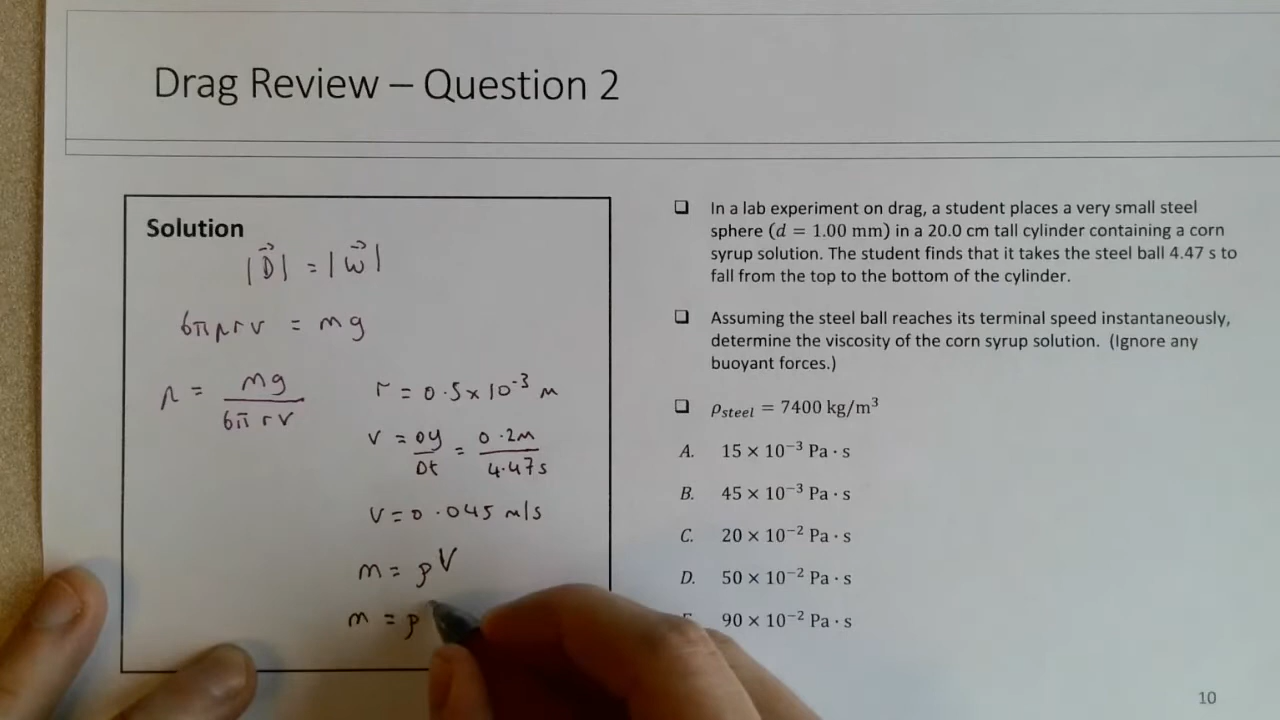 Drag Review – Question 2
Solution
|D⃗| = |W⃗|
6πμrv = mg
μ = mg / 6π r v
r = 0.5 x 10⁻³ m
v = Δy / Δt = 0.2m / 4.47s
v = 0.045 m/s
m = ρV
m = ρ
In a lab experiment on drag, a student places a very small steel
sphere (d = 1.00 mm) in a 20.0 cm tall cylinder containing a corn
syrup solution. The student finds that it takes the steel ball 4.47 s to
fall from the top to the bottom of the cylinder.
Assuming the steel ball reaches its terminal speed instantaneously,
determine the viscosity of the corn syrup solution. (Ignore any
buoyant forces.)
ρsteel = 7400 kg/m³
A. 15 × 10⁻³ Pa · s
B. 45 × 10⁻³ Pa · s
C. 20 × 10⁻² Pa · s
D. 50 × 10⁻² Pa · s
90 × 10⁻² Pa · s
10